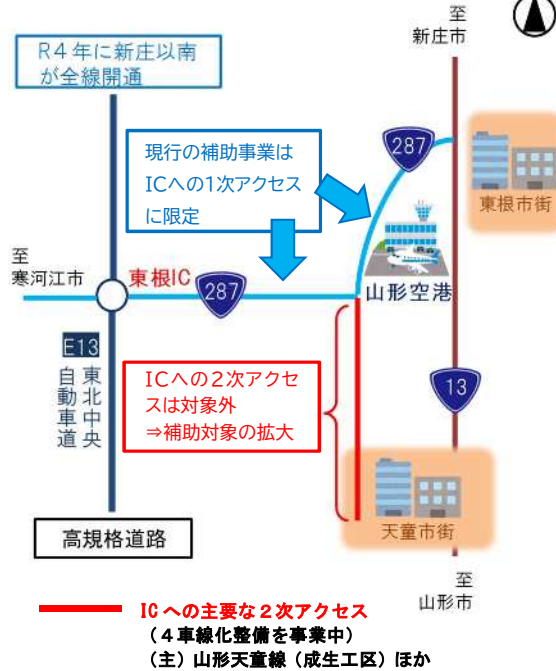 至
新庄市
R4年に新庄以南
が全線開通
現行の補助事業は
ICへの1次アクセス
に限定
287
東根市街
至
寒河江市
東根IC
287
山形空港
E13
東北中央
自動車道
ICへの2次アクセ
スは対象外
⇒補助対象の拡大
13
天童市街
高規格道路
至
山形市
ICへの主要な2次アクセス
(4車線化整備を事業中)
(主)山形天童線(成生工区)ほか